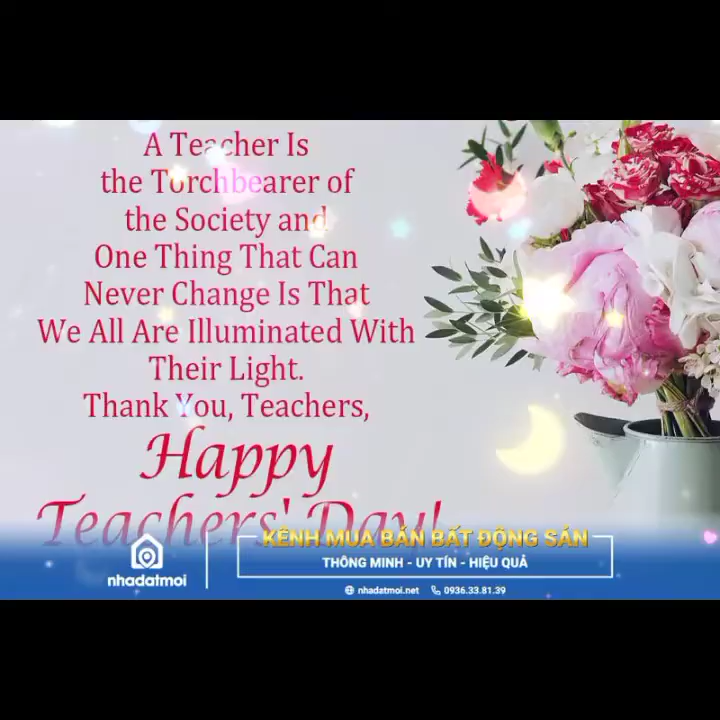 A Teacher Is
the Torchbearer of
the Society and
One Thing That Can
Never Change Is That
We All Are Illuminated With
Their Light.
Thank You, Teachers,
Happy
Teachers' Day!
KÊNH MUA BÁN BẤT ĐỘNG SẢN
THÔNG MINH - UY TÍN - HIỆU QUẢ
nhadatmoi
nhadatmoi.net 0936.33.81.39